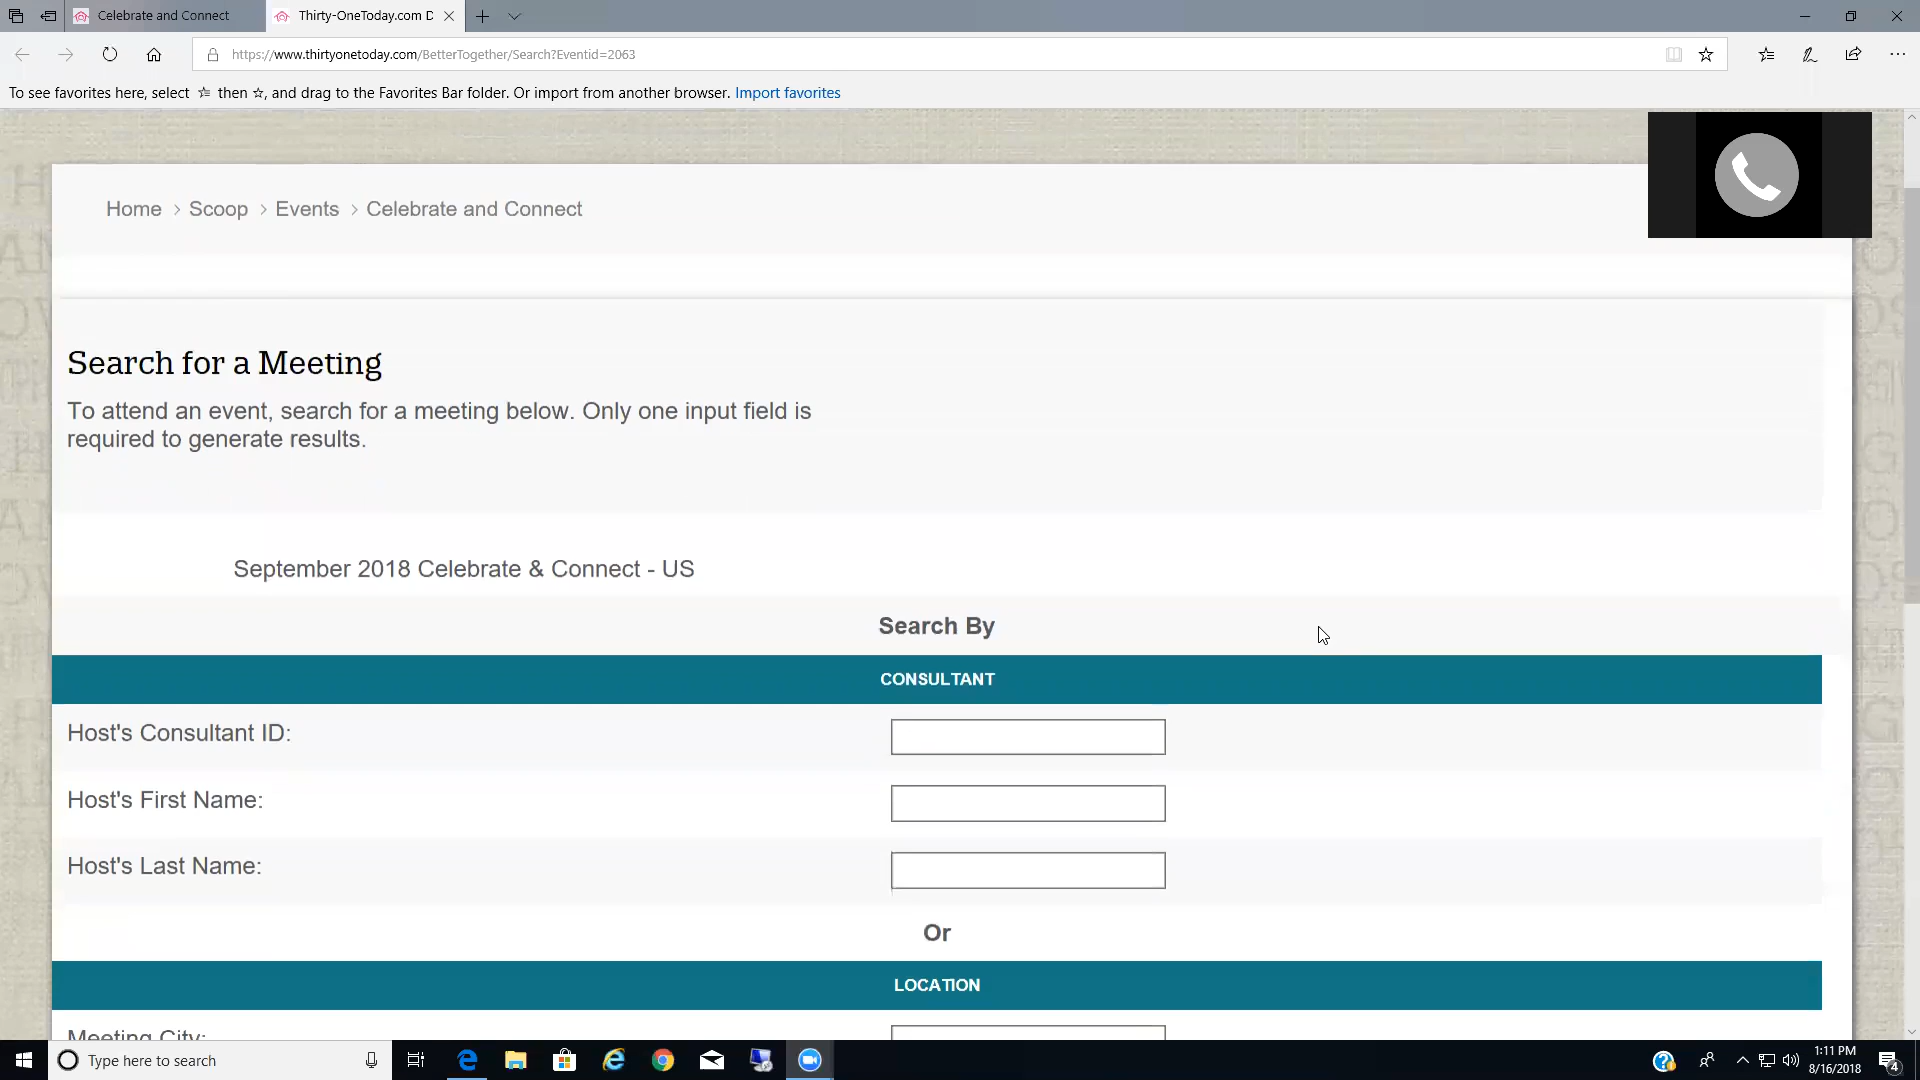 Celebrate and Connect
Thirty-OneToday.com D
https://www.thirtyonetoday.com/BetterTogether/Search?Eventid=2063
To see favorites here, select then , and drag to the Favorites Bar folder. Or import from another browser. Import favorites
Home > Scoop > Events > Celebrate and Connect
Search for a Meeting
To attend an event, search for a meeting below. Only one input field is
required to generate results.
September 2018 Celebrate & Connect - US
Search By
CONSULTANT
Host's Consultant ID:
Host's First Name:
Host's Last Name:
Or
LOCATION
Meeting City:
Type here to search
1:11 PM
8/16/2018
4